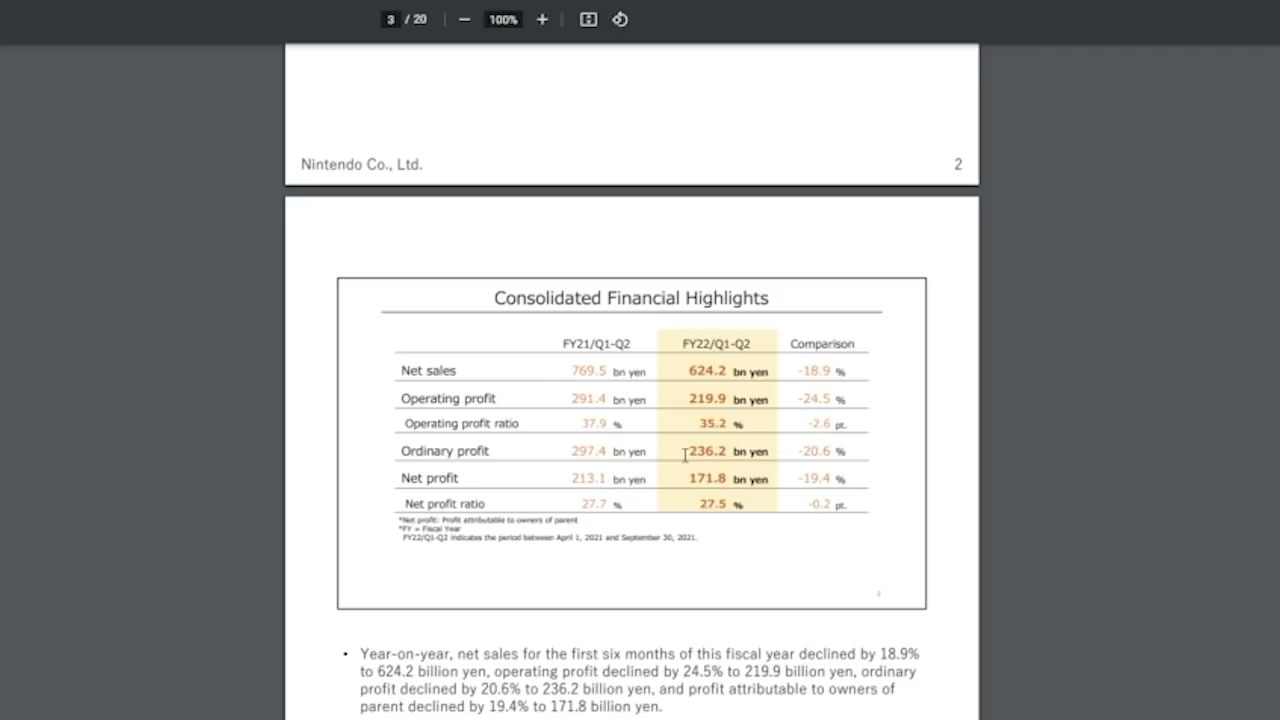 3 / 20 100%
Nintendo Co., Ltd. 2
Consolidated Financial Highlights
FY21/Q1-Q2 FY22/Q1-Q2 Comparison
Net sales 769.5 bn yen 624.2 bn yen -18.9 %
Operating profit 291.4 bn yen 219.9 bn yen -24.5 %
Operating profit ratio 37.9 % 35.2 % -2.6 pt.
Ordinary profit 297.4 bn yen 236.2 bn yen -20.6 %
Net profit 213.1 bn yen 171.8 bn yen -19.4 %
Net profit ratio 27.7 % 27.5 % -0.2 pt.
*Net profit: Profit attributable to owners of parent
*FY = Fiscal Year
FY22/Q1-Q2 indicates the period between April 1, 2021 and September 30, 2021.
• Year-on-year, net sales for the first six months of this fiscal year declined by 18.9%
to 624.2 billion yen, operating profit declined by 24.5% to 219.9 billion yen, ordinary
profit declined by 20.6% to 236.2 billion yen, and profit attributable to owners of
parent declined by 19.4% to 171.8 billion yen.